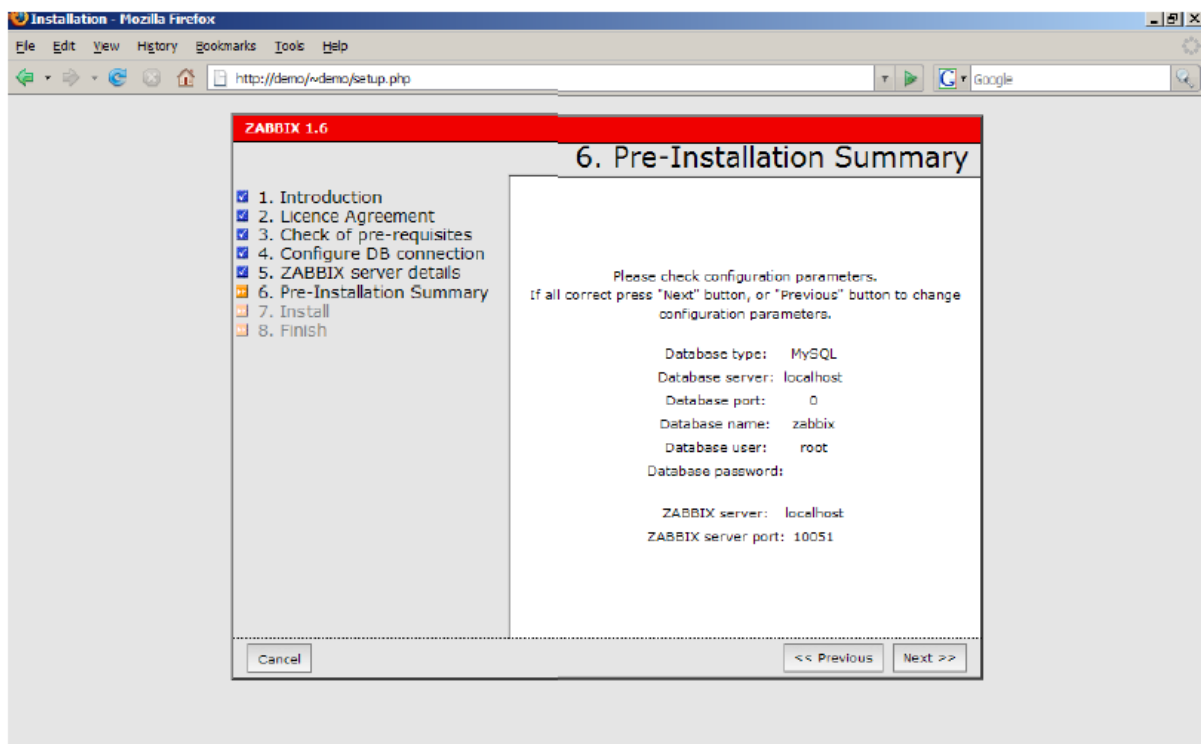 Installation - Mozilla Firefox
File Edit View History Bookmarks Tools Help
http://demo/~demo/setup.php
Google
ZABBIX 1.6
6. Pre-Installation Summary
1. Introduction
2. Licence Agreement
3. Check of pre-requisites
4. Configure DB connection
5. ZABBIX server details
6. Pre-Installation Summary
7. Install
8. Finish
Please check configuration parameters.
If all correct press "Next" button, or "Previous" button to change
configuration parameters.
Database type: MySQL
Database server: localhost
Database port: 0
Database name: zabbix
Database user: root
Database password:
ZABBIX server: localhost
ZABBIX server port: 10051
Cancel << Previous Next >>